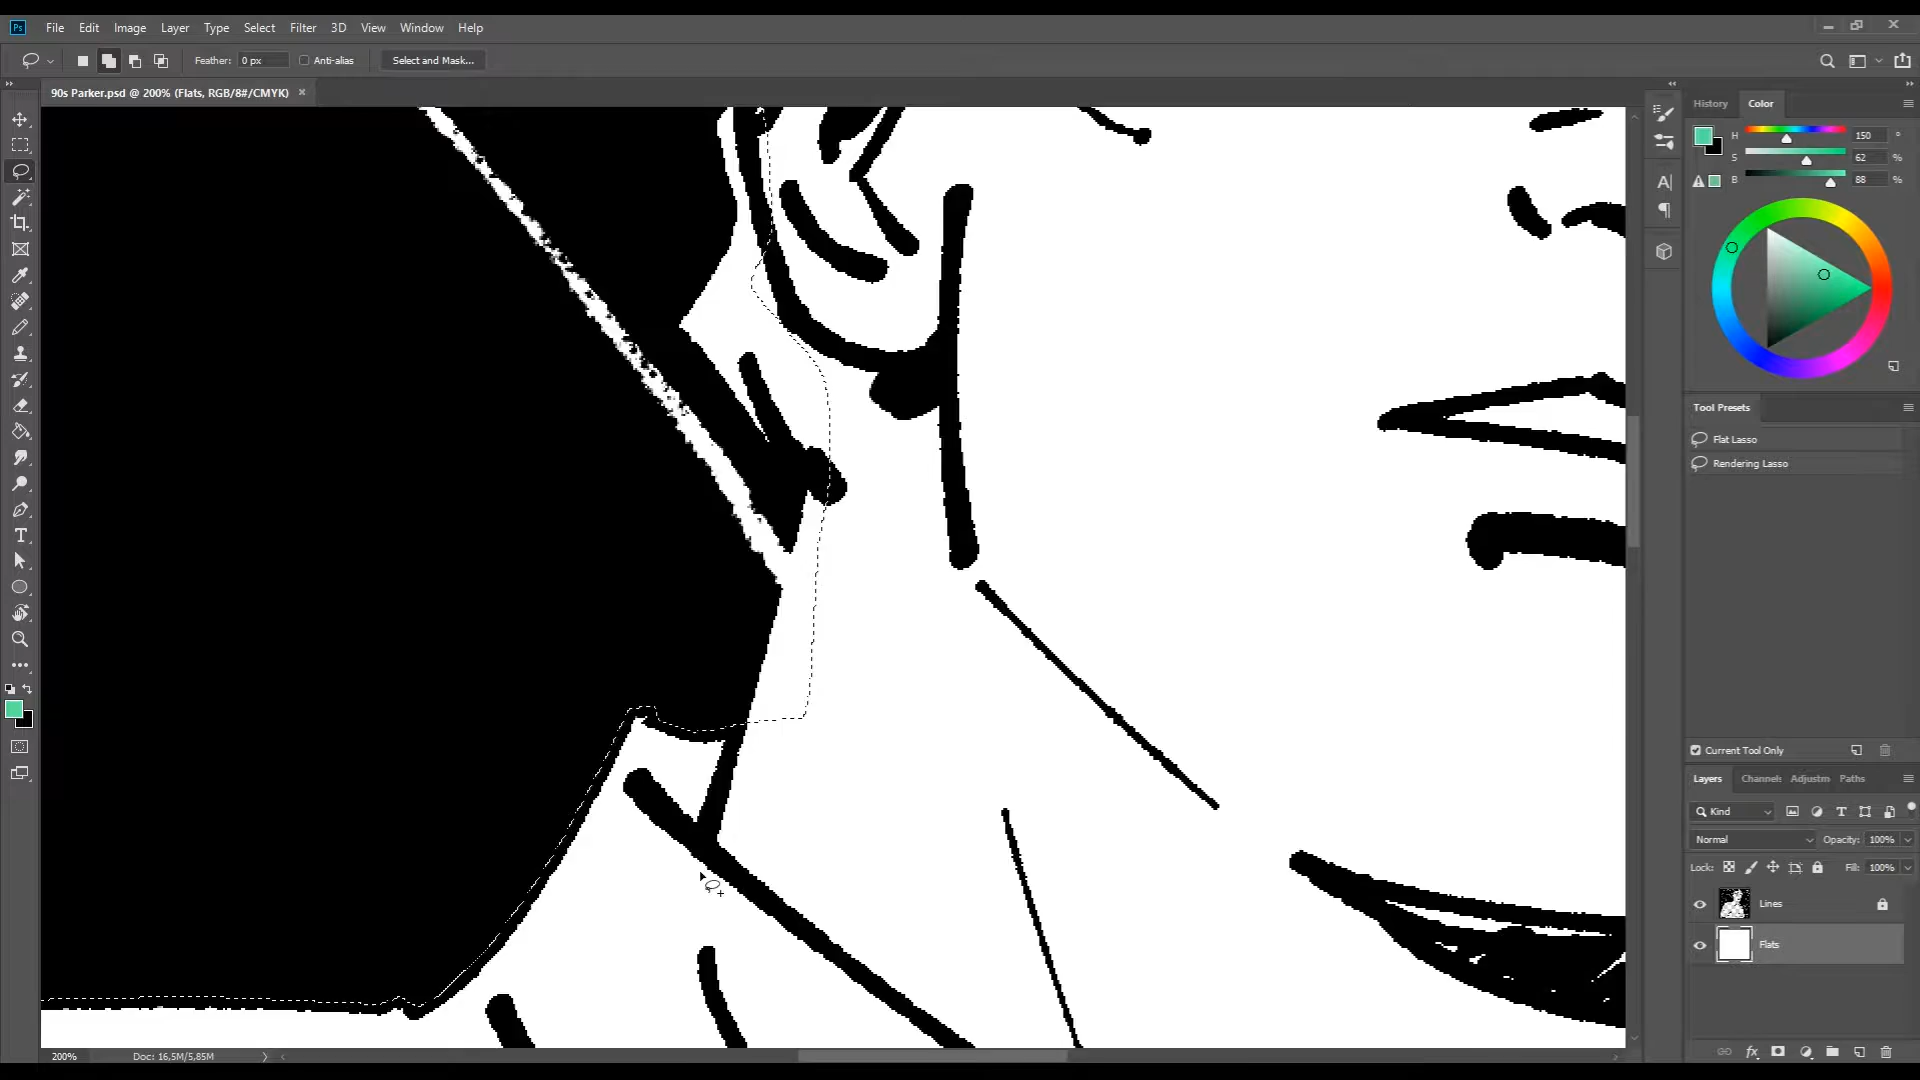 Ps File Edit Image Layer Type Select Filter 3D View Window Help
Feather: 0 px Anti-alias Select and Mask...
90s Parker.psd @ 200% (Flats, RGB/8#/CMYK) ×
History Color
H 150 °
S 62 %
B 88 %
Tool Presets
Flat Lasso
Rendering Lasso
Current Tool Only
Layers Channels Adjustm Paths
Kind
Normal Opacity: 100%
Lock: Fill: 100%
Lines
Flats
200% Doc: 16,5M/5,85M